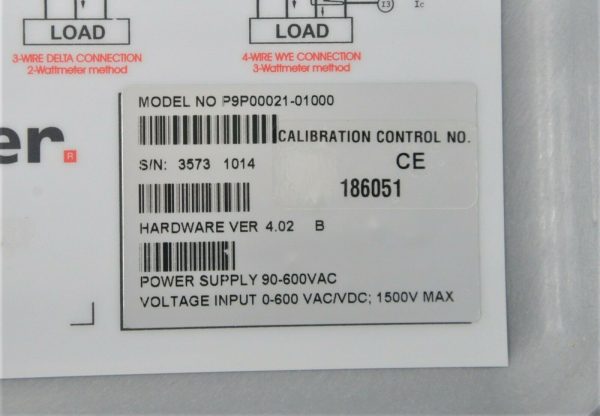 I3 Ic
LOAD LOAD
3-WIRE DELTA CONNECTION
2-Wattmeter method
4-WIRE WYE CONNECTION
3-Wattmeter method
er.
R
MODEL NO P9P00021-01000
CALIBRATION CONTROL NO.
S/N: 3573 1014
CE
186051
HARDWARE VER 4.02 B
POWER SUPPLY 90-600VAC
VOLTAGE INPUT 0-600 VAC/VDC; 1500V MAX